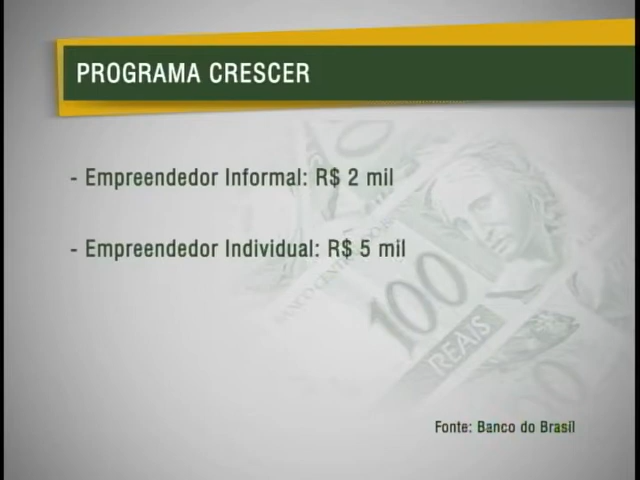 PROGRAMA CRESCER
- Empreendedor Informal: R$ 2 mil
- Empreendedor Individual: R$ 5 mil
100
REAIS
Fonte: Banco do Brasil